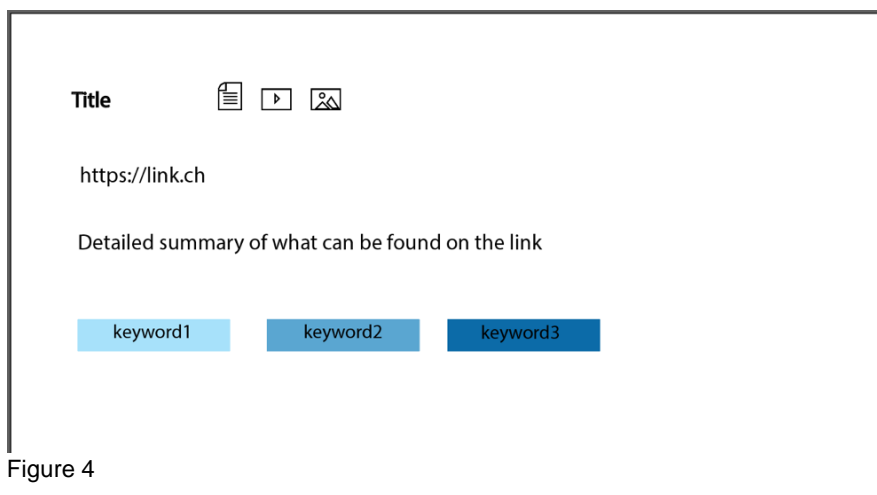 Title
https://link.ch
Detailed summary of what can be found on the link
keyword1 keyword2 keyword3
Figure 4